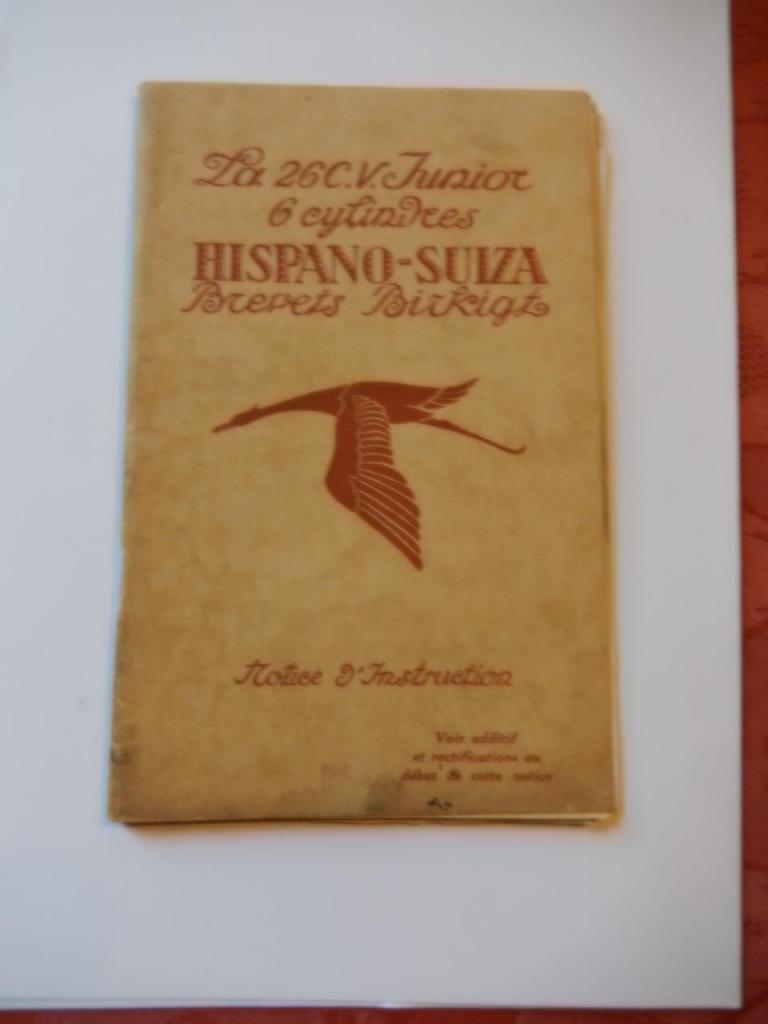 La 26 C.V. Junior
6 cylindres
HISPANO-SUIZA
Brevets Birkigt
Notice d'Instruction
Voir additif
et rectifications au
début de cette notice